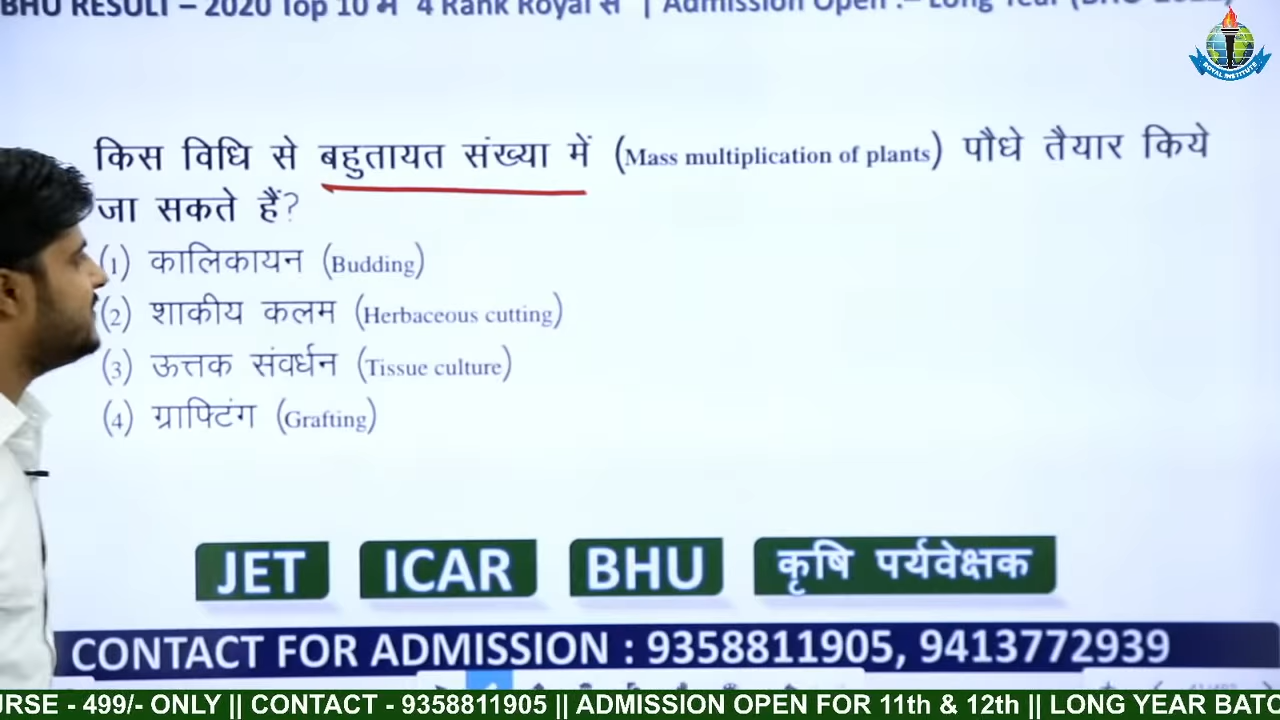 BHU RESULT – 2020 Top 10 में 4 Rank Royal से | Admission Open :– Long Year
ROYAL INSTITUTE
किस विधि से बहुतायत संख्या में (Mass multiplication of plants) पौधे तैयार किये
जा सकते हैं?
(1) कालिकायन (Budding)
(2) शाकीय कलम (Herbaceous cutting)
(3) ऊत्तक संवर्धन (Tissue culture)
(4) ग्राफ्टिंग (Grafting)
JET ICAR BHU कृषि पर्यवेक्षक
CONTACT FOR ADMISSION : 9358811905, 9413772939
URSE - 499/- ONLY || CONTACT - 9358811905 || ADMISSION OPEN FOR 11th & 12th || LONG YEAR BATC